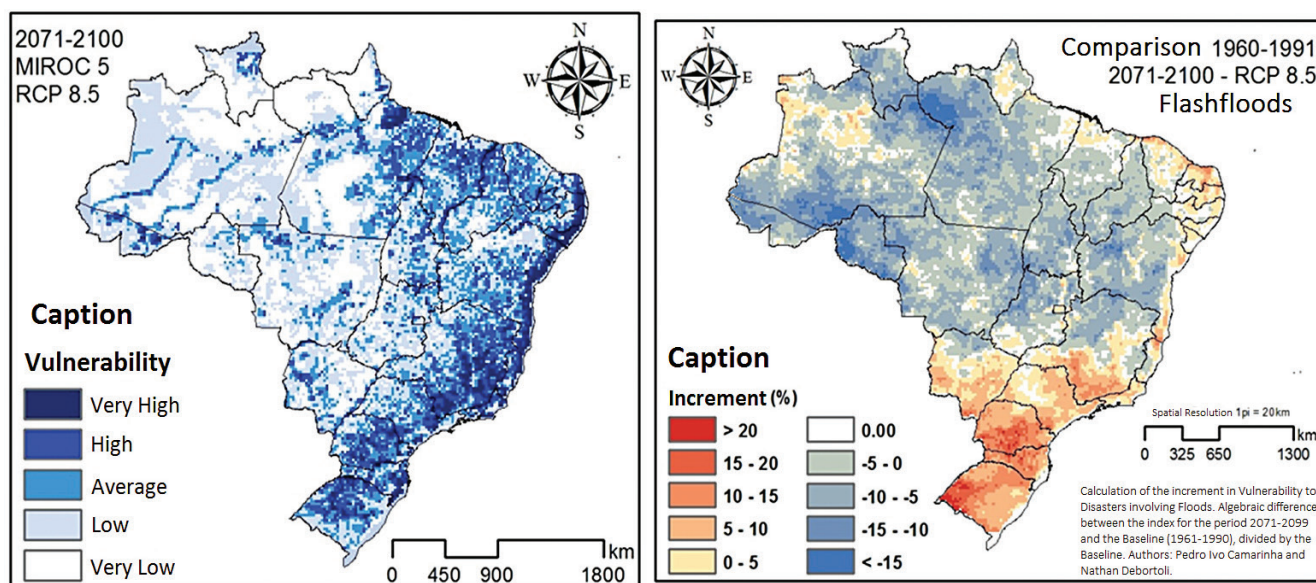 2071-2100
MIROC 5
RCP 8.5
N
W
E
S
Caption
Vulnerability
Very High
High
Average
Low
Very Low
km
0 450 900 1800
Comparison 1960-1991
2071-2100 - RCP 8.5
Flashfloods
N
W
E
S
Caption
Increment (%)
> 20
15 - 20
10 - 15
5 - 10
0 - 5
0.00
-5 - 0
-10 - -5
-15 - -10
< -15
Spatial Resolution 1pi = 20km
km
0 325 650 1300
Calculation of the increment in Vulnerability to
Disasters involving Floods. Algebraic difference
between the index for the period 2071-2099
and the Baseline (1961-1990), divided by the
Baseline. Authors: Pedro Ivo Camarinha and
Nathan Debortoli.